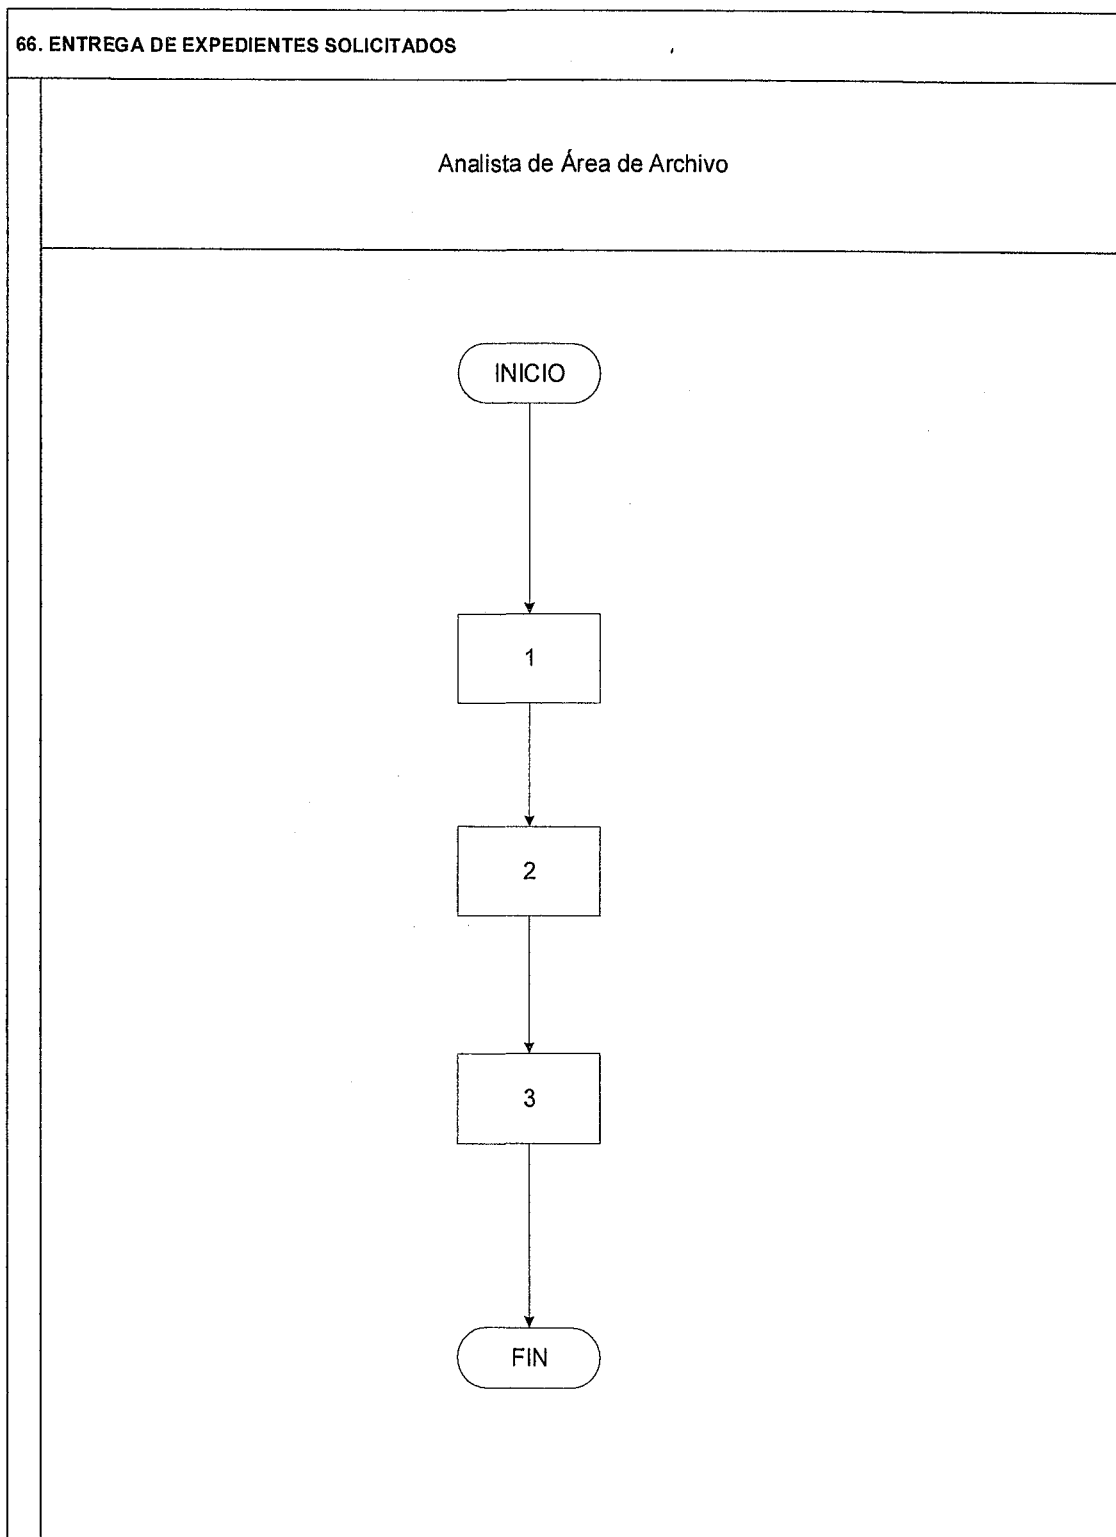 66. ENTREGA DE EXPEDIENTES SOLICITADOS
Analista de Área de Archivo
INICIO
1
2
3
FIN